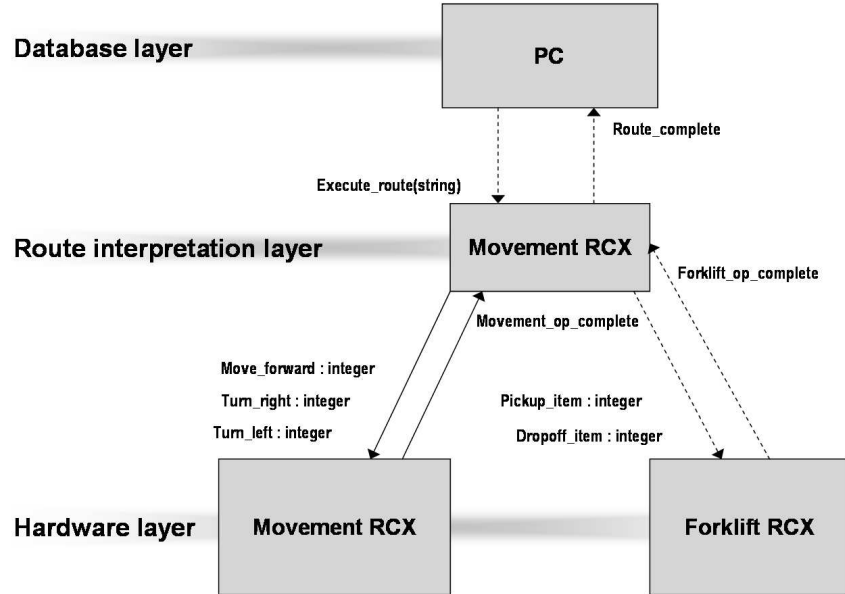 Database layer
PC
Route_complete
Execute_route(string)
Route interpretation layer
Movement RCX
Forklift_op_complete
Movement_op_complete
Move_forward : integer
Turn_right : integer
Turn_left : integer
Pickup_item : integer
Dropoff_item : integer
Hardware layer
Movement RCX
Forklift RCX